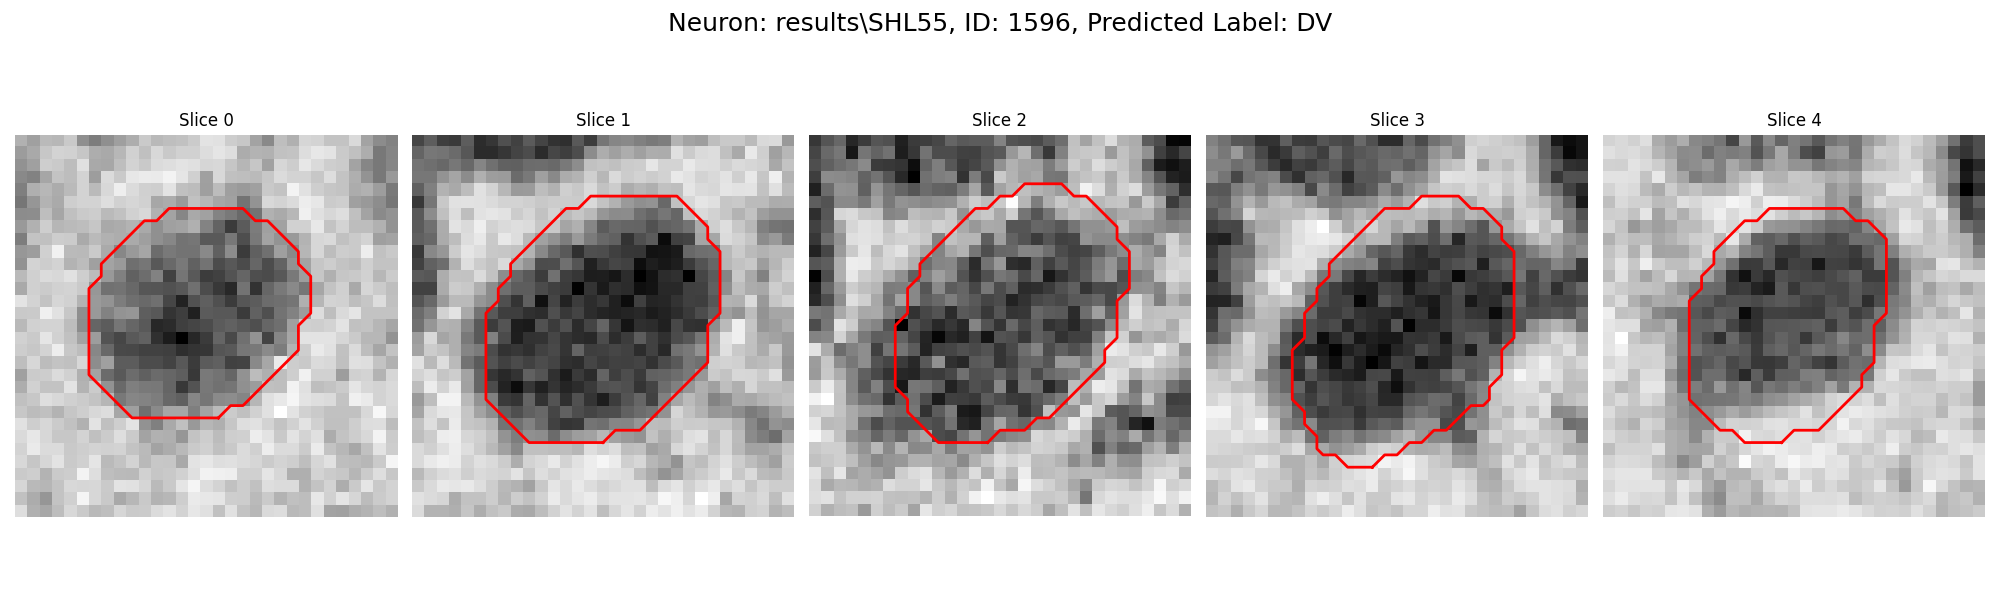 Neuron: results\SHL55, ID: 1596, Predicted Label: DV
Slice 0
Slice 1
Slice 2
Slice 3
Slice 4